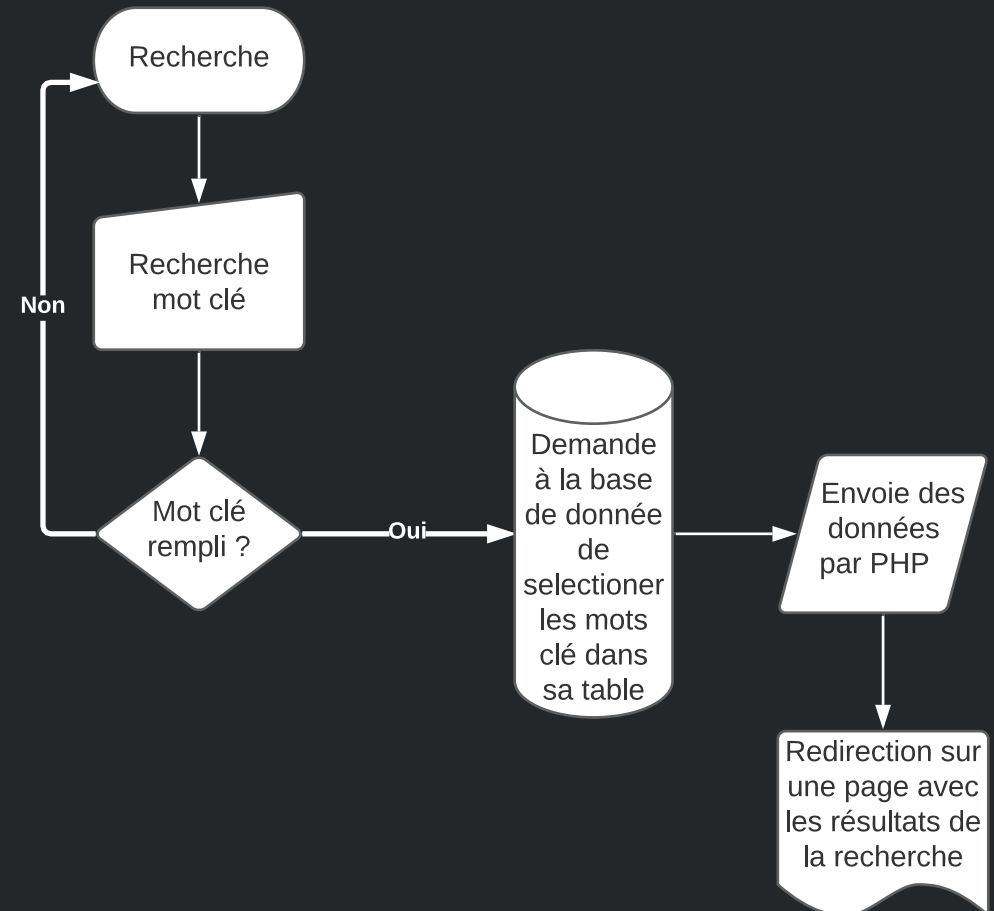 Recherche
Recherche
mot clé
Non
Mot clé
rempli ?
Oui
Demande
à la base
de donnée
de
selectioner
les mots
clé dans
sa table
Envoie des
données
par PHP
Redirection sur
une page avec
les résultats de
la recherche